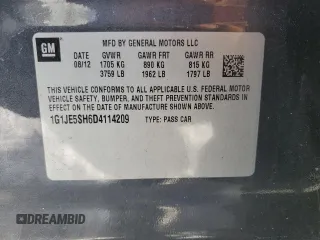 GM
MFD BY GENERAL MOTORS LLC
DATE GVWR GAWR FRT GAWR RR
08/12 1705 KG 890 KG 815 KG
3759 LB 1962 LB 1797 LB
THIS VEHICLE CONFORMS TO ALL APPLICABLE U.S. FEDERAL MOTOR
VEHICLE SAFETY, BUMPER, AND THEFT PREVENTION STANDARDS IN
EFFECT ON THE DATE OF MANUFACTURE SHOWN ABOVE.
1G1JE5SH6D4114209 TYPE: PASS CAR
DREAMBID